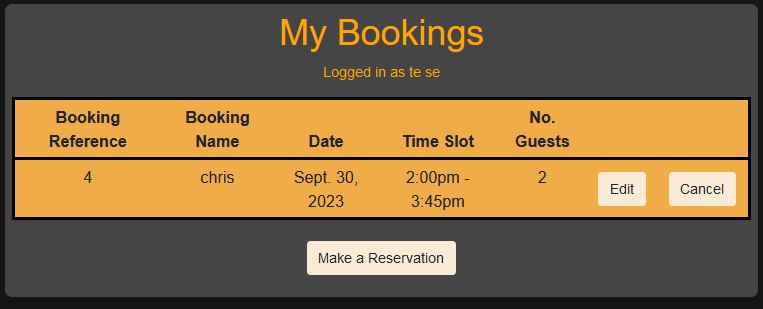 My Bookings
Logged in as te se
Booking Reference Booking Name Date Time Slot No. Guests
4 chris Sept. 30, 2023 2:00pm - 3:45pm 2 Edit Cancel
Make a Reservation